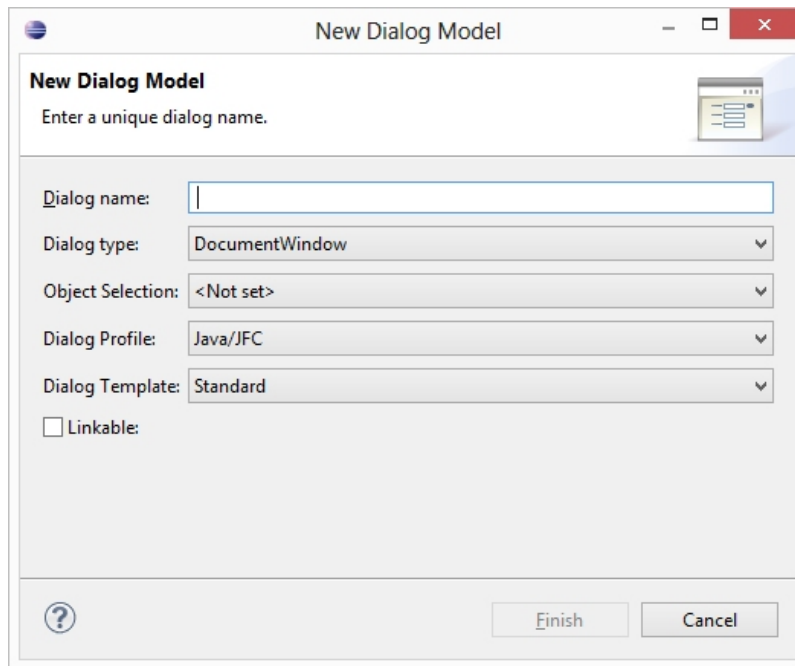 New Dialog Model
New Dialog Model
Enter a unique dialog name.
Dialog name:
Dialog type: DocumentWindow
Object Selection: <Not set>
Dialog Profile: Java/JFC
Dialog Template: Standard
Linkable:
? Finish Cancel